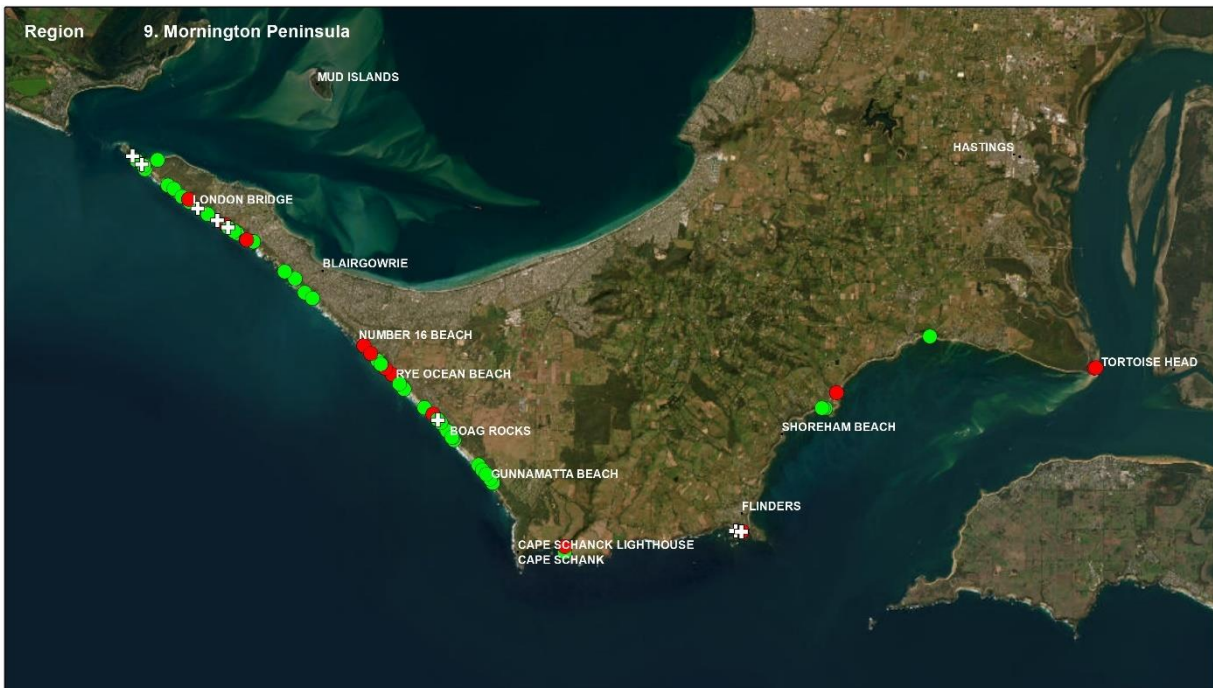 Region 9. Mornington Peninsula
MUD ISLANDS
HASTINGS
LONDON BRIDGE
BLAIRGOWRIE
NUMBER 16 BEACH
TORTOISE HEAD
RYE OCEAN BEACH
SHOREHAM BEACH
BOAG ROCKS
GUNNAMATTA BEACH
FLINDERS
CAPE SCHANCK LIGHTHOUSE
CAPE SCHANK